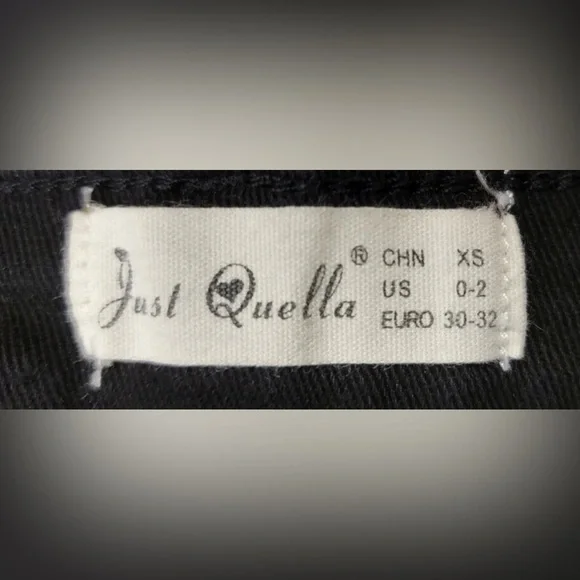 Just Quella ®
CHN XS
US 0-2
EURO 30-32